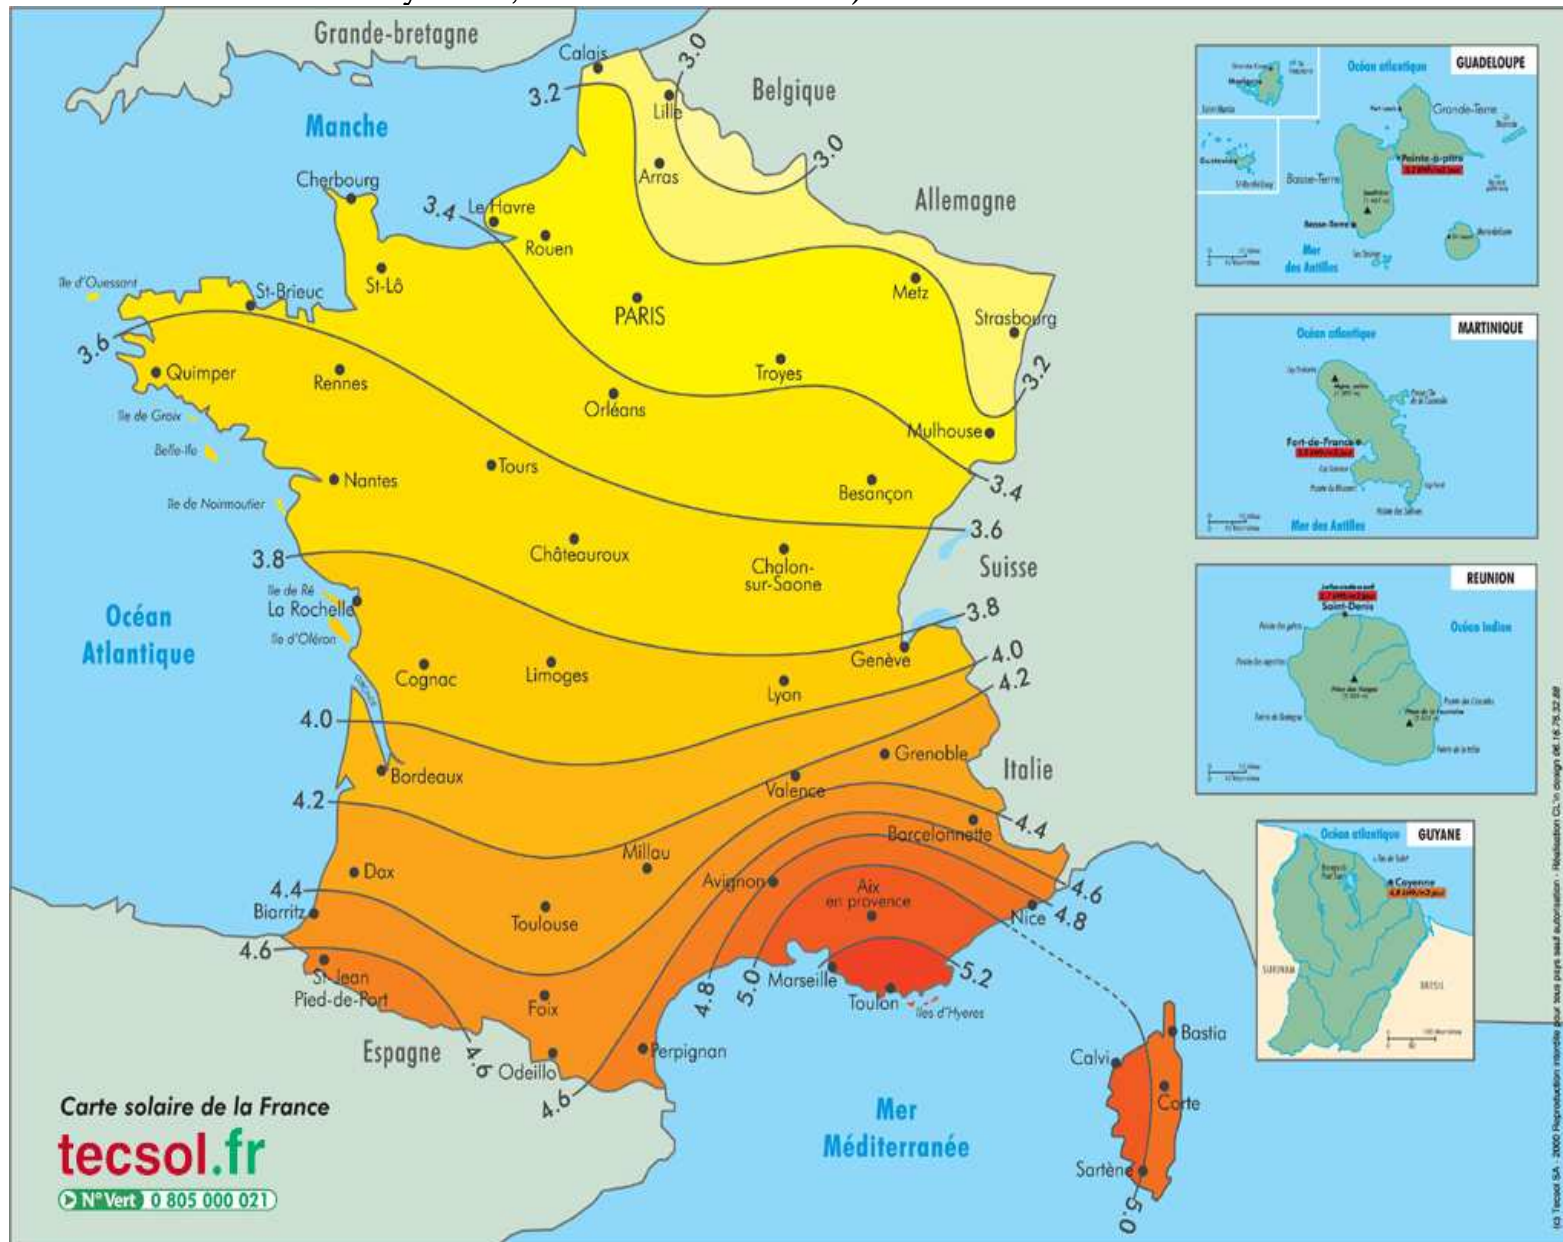 Grande-bretagne
Calais
3.0
3.2
Lille
Belgique
Manche
Arras
3.0
Cherbourg
Allemagne
3.4
Le Havre
Rouen
Ile d'Ouessant
St-Brieuc
St-Lô
Metz
PARIS
Strasbourg
3.6
Quimper
Rennes
Troyes
3.2
Ile de Groix
Orléans
Mulhouse
Belle-Ile
Tours
Nantes
Besançon
3.4
Ile de Noirmoutier
3.6
3.8
Châteauroux
Chalon-
sur-Saone
Suisse
Ile de Ré
La Rochelle
3.8
Océan
Atlantique
Ile d'Oléron
Genève
4.0
Cognac
Limoges
Lyon
4.2
4.0
Grenoble
Bordeaux
Valence
Italie
4.2
4.4
Barcelonnette
Millau
Dax
Avignon
Aix
en provence
4.4
4.6
Biarritz
Toulouse
Nice
4.8
4.6
St-Jean
Pied-de-Port
Marseille
5.2
4.8
5.0
Toulon
Iles d'Hyeres
Foix
Espagne
4.6
Odeillo
Perpignan
Bastia
Calvi
4.6
Corte
Mer
Méditerranée
Sartène
5.0
Carte solaire de la France
tecsol.fr
N° Vert 0 805 000 021
Océan atlantique
GUADELOUPE
Grande-Terre
Pointe-à-pitre
Basse-Terre
Basse-Terre
Mer
des Antilles
Océan atlantique
MARTINIQUE
Fort-de-France
Mer des Antilles
REUNION
Saint-Denis
Océan Indien
Océan atlantique
GUYANE
Cayenne
SURINAM
BRESIL